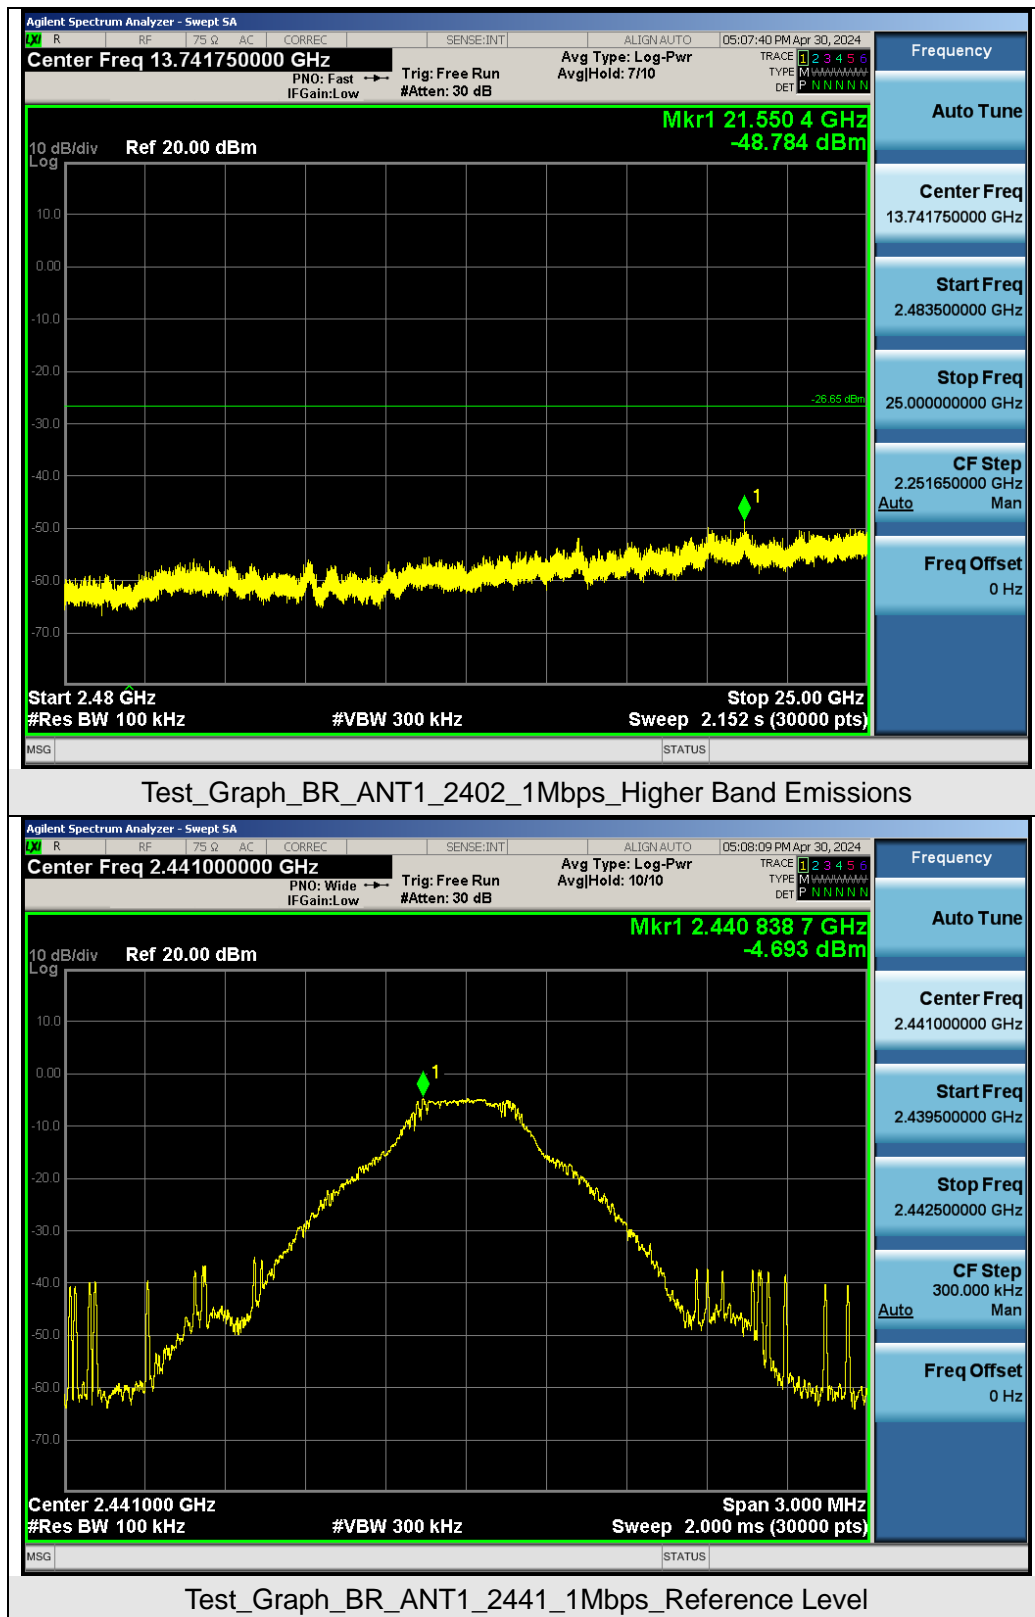 Agilent Spectrum Analyzer - Swept SA
LXI R RF 75 Ω AC CORREC SENSE:INT ALIGN AUTO 05:07:40 PM Apr 30, 2024
Center Freq 13.741750000 GHz
PNO: Fast
IFGain:Low
Trig: Free Run
#Atten: 30 dB
Avg Type: Log-Pwr
Avg|Hold: 7/10
TRACE 1 2 3 4 5 6
TYPE M
DET P N N N N N
Mkr1 21.550 4 GHz
-48.784 dBm
10 dB/div
Log
Ref 20.00 dBm
10.0
0.00
-10.0
-20.0
-26.65 dBm
-30.0
-40.0
1
-50.0
-60.0
-70.0
Start 2.48 GHz
Stop 25.00 GHz
#Res BW 100 kHz
#VBW 300 kHz
Sweep 2.152 s (30000 pts)
MSG
STATUS
Frequency
Auto Tune
Center Freq
13.741750000 GHz
Start Freq
2.483500000 GHz
Stop Freq
25.000000000 GHz
CF Step
2.251650000 GHz
Auto Man
Freq Offset
0 Hz
Test_Graph_BR_ANT1_2402_1Mbps_Higher Band Emissions
Agilent Spectrum Analyzer - Swept SA
LXI R RF 75 Ω AC CORREC SENSE:INT ALIGN AUTO 05:08:09 PM Apr 30, 2024
Center Freq 2.441000000 GHz
PNO: Wide
IFGain:Low
Trig: Free Run
#Atten: 30 dB
Avg Type: Log-Pwr
Avg|Hold: 10/10
TRACE 1 2 3 4 5 6
TYPE M
DET P N N N N N
Mkr1 2.440 838 7 GHz
-4.693 dBm
10 dB/div
Log
Ref 20.00 dBm
10.0
0.00
1
-10.0
-20.0
-30.0
-40.0
-50.0
-60.0
-70.0
Center 2.441000 GHz
Span 3.000 MHz
#Res BW 100 kHz
#VBW 300 kHz
Sweep 2.000 ms (30000 pts)
MSG
STATUS
Frequency
Auto Tune
Center Freq
2.441000000 GHz
Start Freq
2.439500000 GHz
Stop Freq
2.442500000 GHz
CF Step
300.000 kHz
Auto Man
Freq Offset
0 Hz
Test_Graph_BR_ANT1_2441_1Mbps_Reference Level